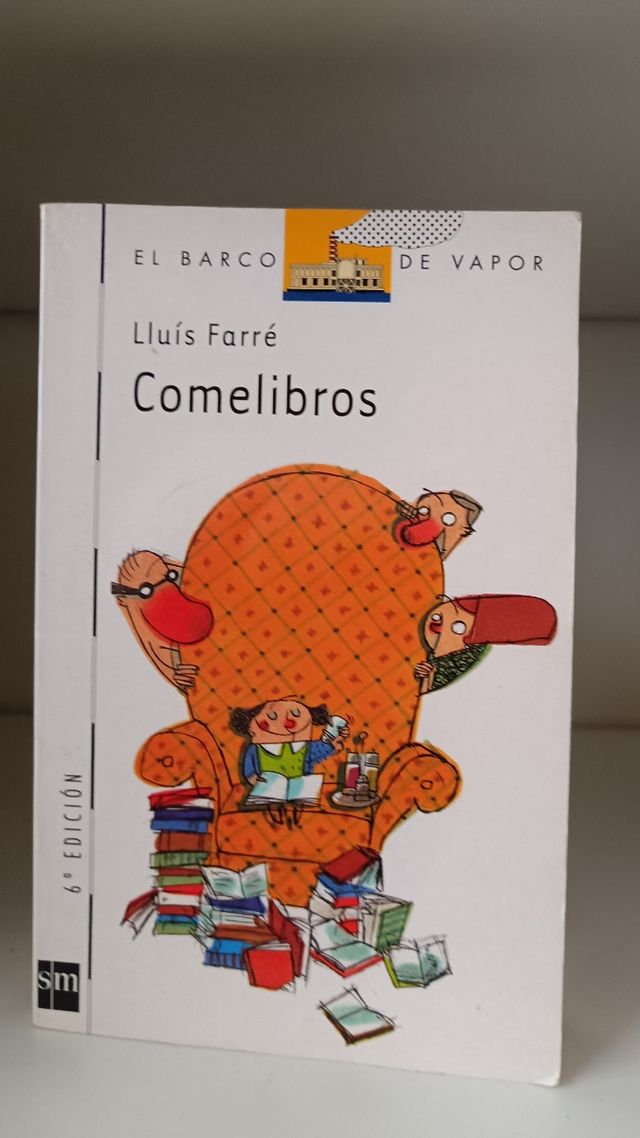 EL BARCO DE VAPOR
Lluís Farré
Comelibros
6ª EDICIÓN
sm